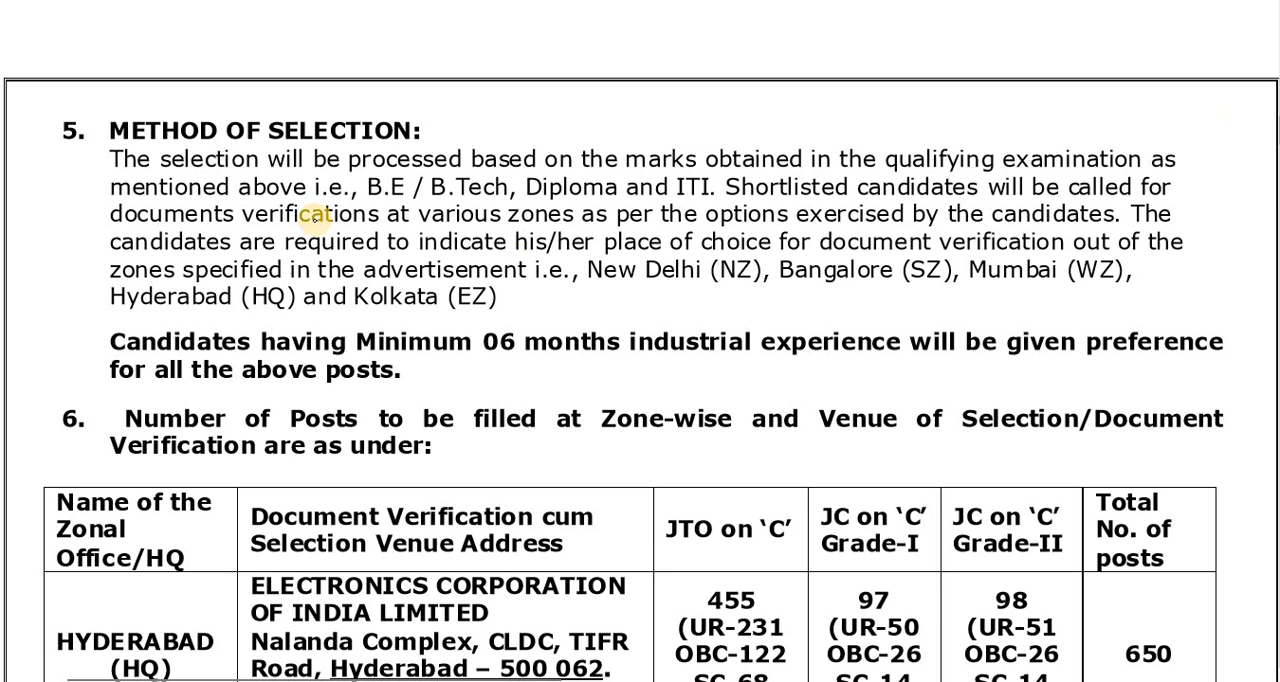 5. METHOD OF SELECTION:
The selection will be processed based on the marks obtained in the qualifying examination as
mentioned above i.e., B.E / B.Tech, Diploma and ITI. Shortlisted candidates will be called for
documents verifications at various zones as per the options exercised by the candidates. The
candidates are required to indicate his/her place of choice for document verification out of the
zones specified in the advertisement i.e., New Delhi (NZ), Bangalore (SZ), Mumbai (WZ),
Hyderabad (HQ) and Kolkata (EZ)
Candidates having Minimum 06 months industrial experience will be given preference
for all the above posts.
6. Number of Posts to be filled at Zone-wise and Venue of Selection/Document
Verification are as under:
Name of the
Zonal
Office/HQ
Document Verification cum
Selection Venue Address
JTO on ‘C’
JC on ‘C’
Grade-I
JC on ‘C’
Grade-II
Total
No. of
posts
HYDERABAD
(HQ)
ELECTRONICS CORPORATION
OF INDIA LIMITED
Nalanda Complex, CLDC, TIFR
Road, Hyderabad – 500 062.
455
(UR-231
OBC-122
SC-68
97
(UR-50
OBC-26
SC-14
98
(UR-51
OBC-26
SC-14
650